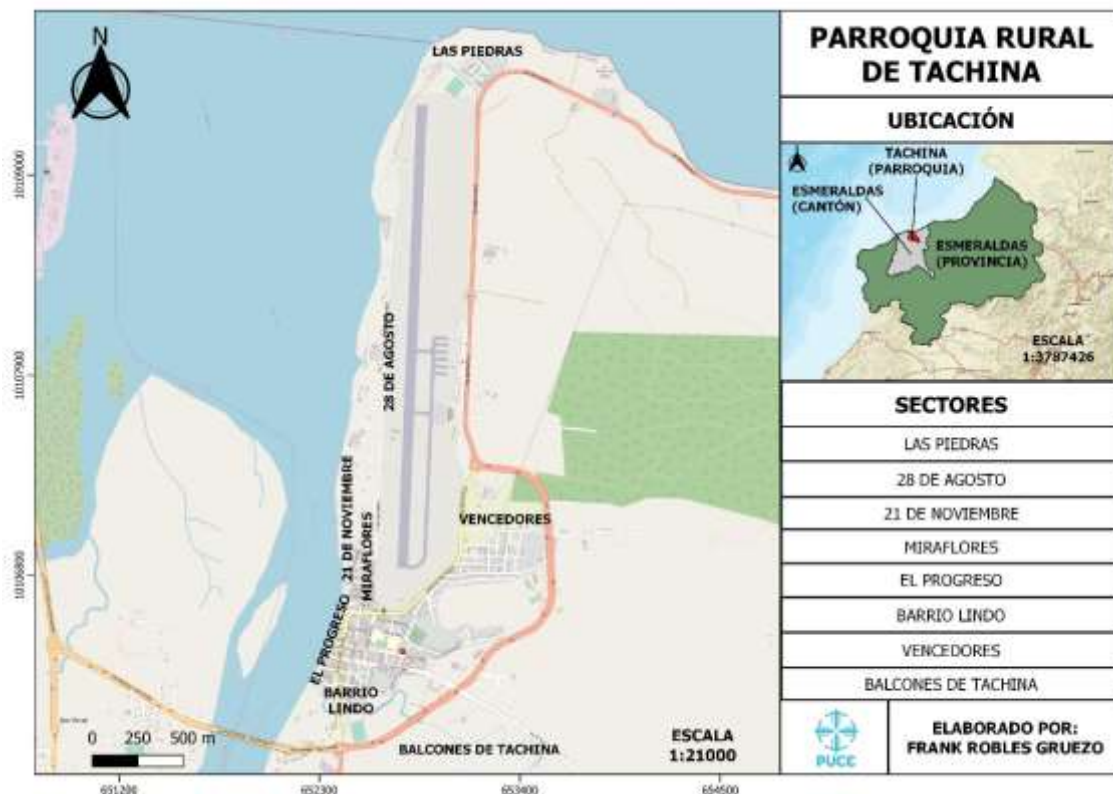 N
LAS PIEDRAS
28 DE AGOSTO
21 DE NOVIEMBRE
MIRAFLORES
VENCEDORES
EL PROGRESO
BARRIO
LINDO
BALCONES DE TACHINA
0 250 500 m
ESCALA
1:21000
10109000
10107900
10106800
651200
652300
653400
654500
PARROQUIA RURAL
DE TACHINA
UBICACIÓN
TACHINA
(PARROQUIA)
ESMERALDAS
(CANTÓN)
ESMERALDAS
(PROVINCIA)
ESCALA
1:3787426
SECTORES
LAS PIEDRAS
28 DE AGOSTO
21 DE NOVIEMBRE
MIRAFLORES
EL PROGRESO
BARRIO LINDO
VENCEDORES
BALCONES DE TACHINA
PUCE
ELABORADO POR:
FRANK ROBLES GRUEZO